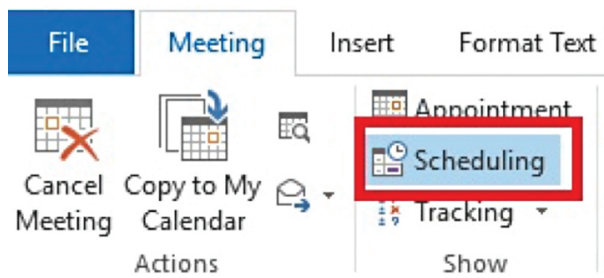 File Meeting Insert Format Text
Cancel Meeting
Copy to My Calendar
Appointment
Scheduling
Tracking
Actions
Show